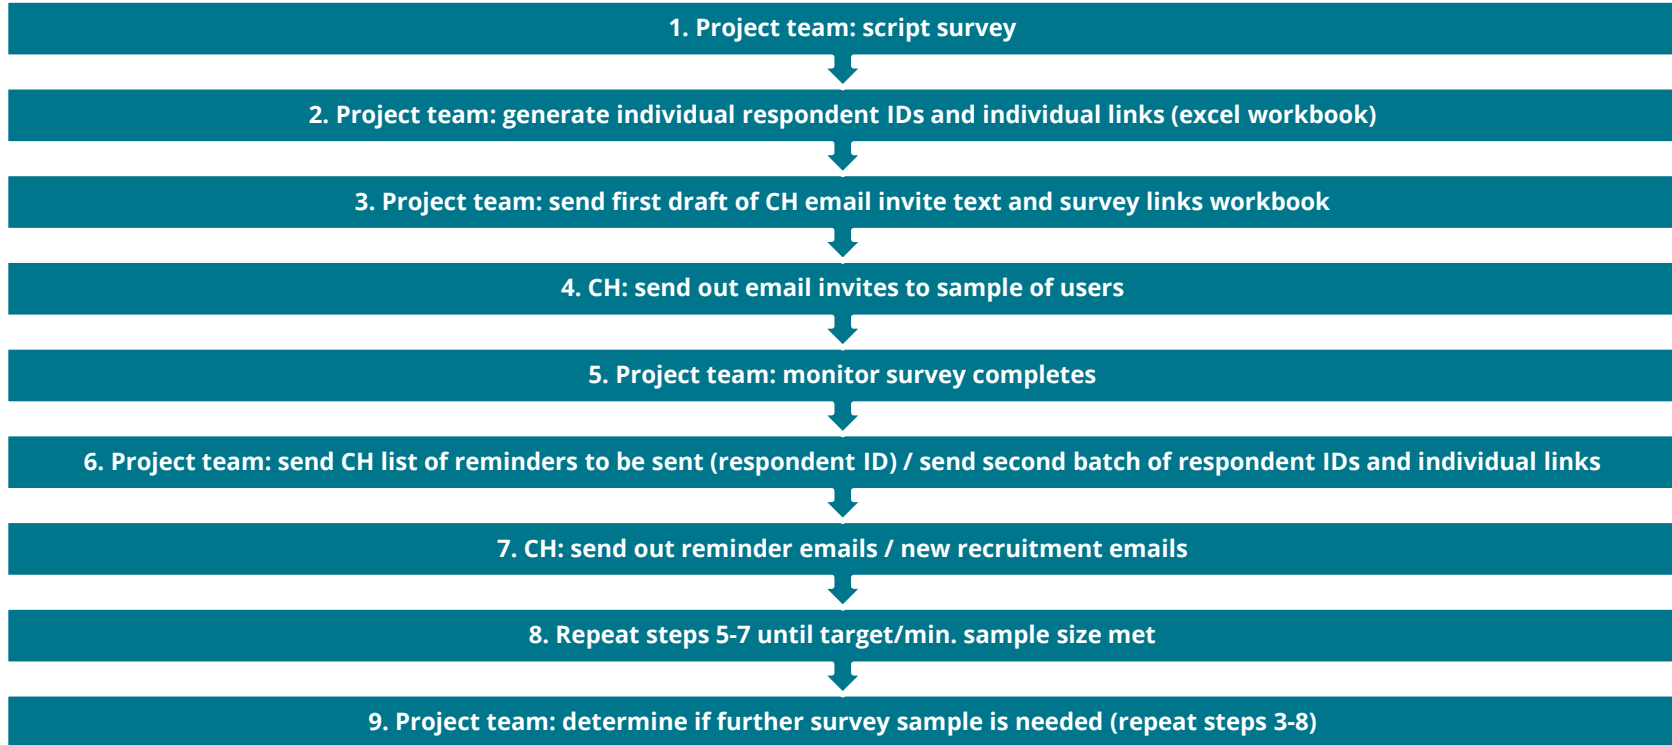 1. Project team: script survey
2. Project team: generate individual respondent IDs and individual links (excel workbook)
3. Project team: send first draft of CH email invite text and survey links workbook
4. CH: send out email invites to sample of users
5. Project team: monitor survey completes
6. Project team: send CH list of reminders to be sent (respondent ID) / send second batch of respondent IDs and individual links
7. CH: send out reminder emails / new recruitment emails
8. Repeat steps 5-7 until target/min. sample size met
9. Project team: determine if further survey sample is needed (repeat steps 3-8)